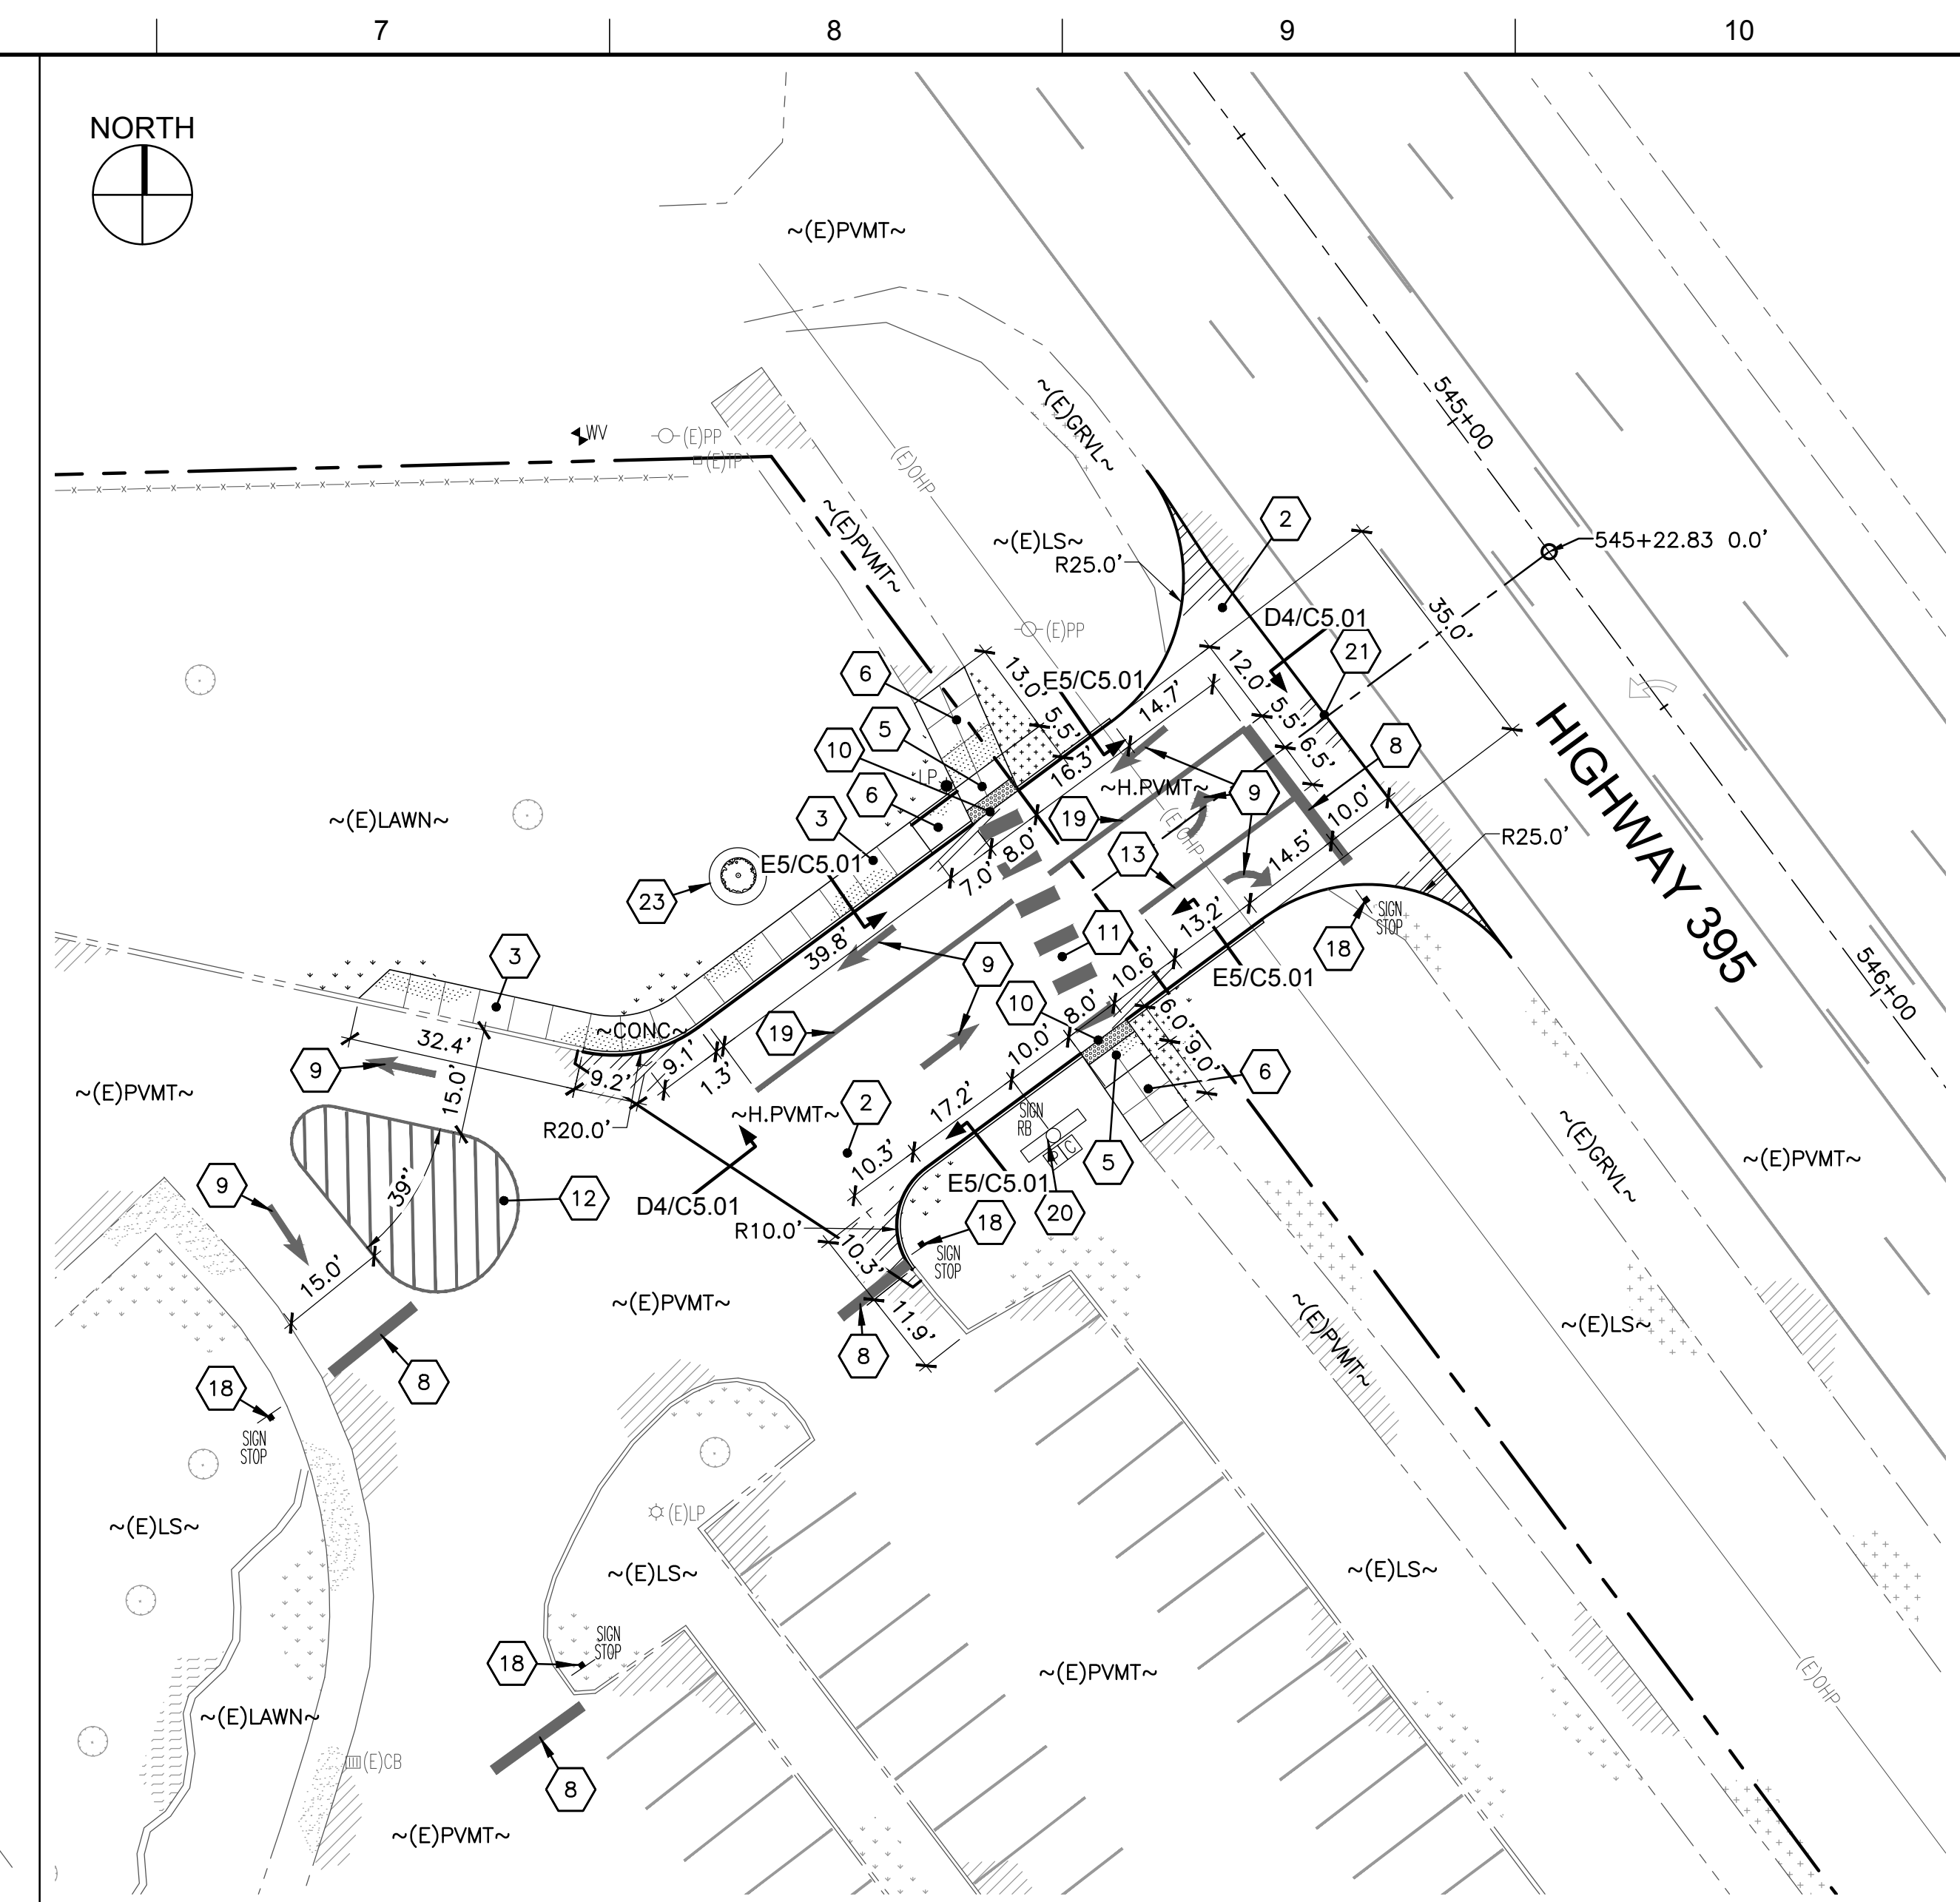 7
8
9
10
NORTH
~(E)PVMT~
~(E)GRVL~
545+00
WV
(E)PP
(E)TP
(E)OHP
~(E)PVMT~
2
~(E)LS~
R25.0'
545+22.83 0.0'
35.0'
D4/C5.01
(E)PP
21
6
13.0'
E5/C5.01
12.0'
5
14.7'
5.5'
5.5'
10
6.5'
8
HIGHWAY 395
LP
16.3'
~H.PVMT~
9
6
10.0'
3
19
(E)OHP
R25.0'
~(E)LAWN~
8.0'
13
14.5'
E5/C5.01
7.0'
23
13.2'
SIGN
STOP
11
18
39.8'
3
9
10.6'
E5/C5.01
546+00
10
8.0'
6.0'
~CONC~
19
32.4'
10.0'
9.0'
9
9.1'
9.2'
1.3'
6
~(E)PVMT~
15.0'
17.2'
SIGN
RB
~H.PVMT~
2
R20.0'
PTC
5
~(E)GRVL~
~(E)PVMT~
10.3'
9
39°
12
E5/C5.01
D4/C5.01
20
R10.0'
18
10.3'
SIGN
STOP
15.0'
~(E)PVMT~
~(E)PVMT~
~(E)LS~
11.9'
8
8
18
SIGN
STOP
(E)LP
~(E)LS~
~(E)LS~
~(E)LS~
SIGN
STOP
18
~(E)PVMT~
(E)OHP
~(E)LAWN~
(E)CB
8
~(E)PVMT~